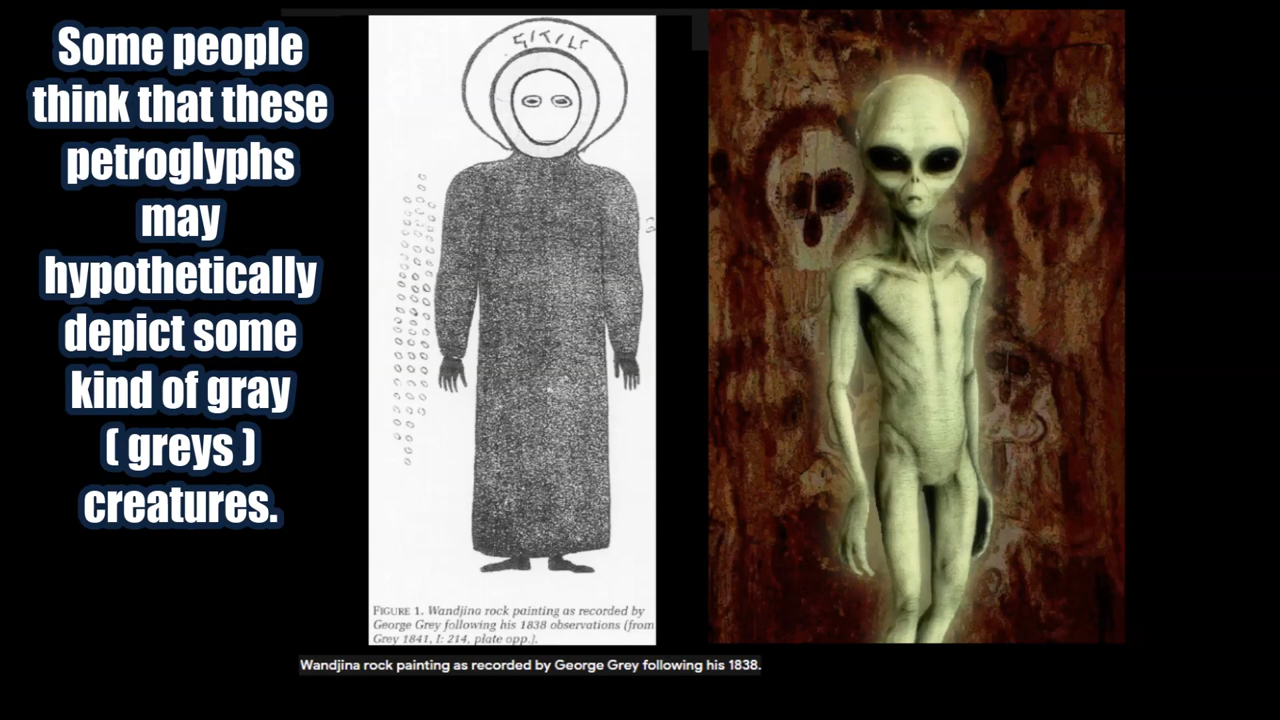 Some people
think that these
petroglyphs
may
hypothetically
depict some
kind of gray
( greys )
creatures.
FIGURE 1. Wandjina rock painting as recorded by
George Grey following his 1838 observations (from
Grey 1841, I: 214, plate opp.].
Wandjina rock painting as recorded by George Grey following his 1838.